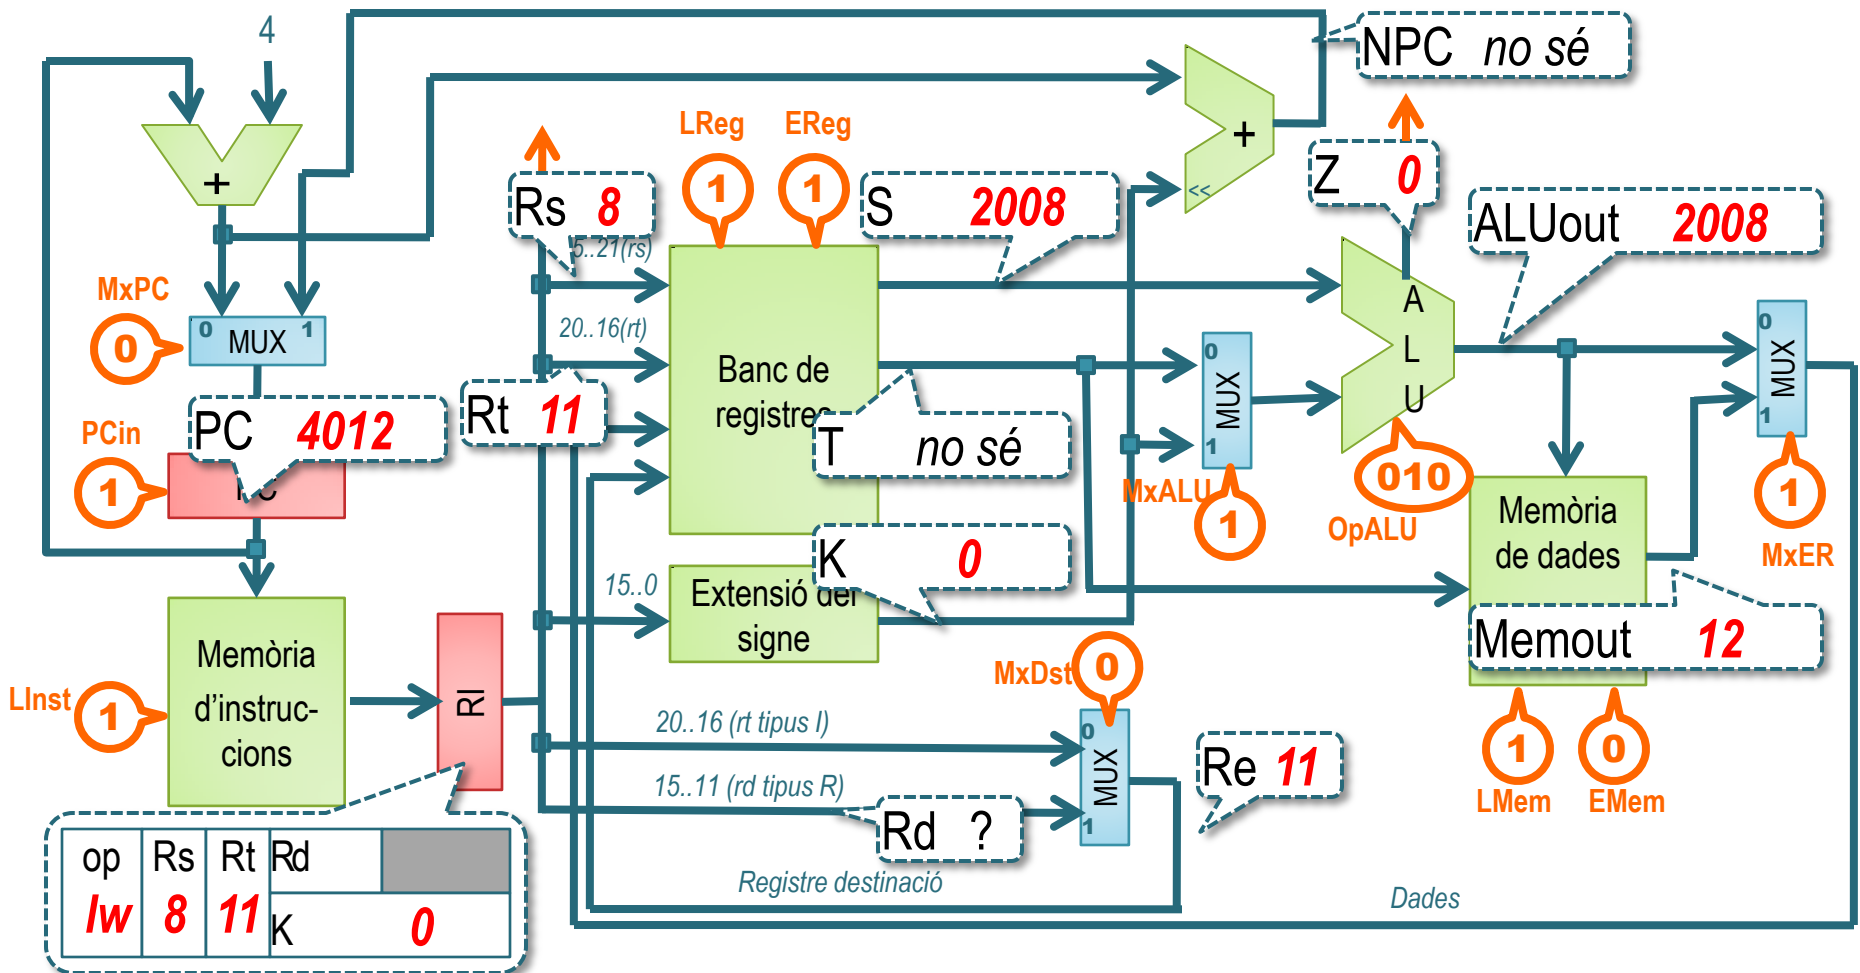 4
+
MxPC
0
0
MUX
1
PC
4012
PCin
1
LInst
1
Memòria
d'instruc-
cions
RI
op
Rs
Rt
Rd
lw
8
11
K
0
Rs 8
5..21(rs)
20..16(rt)
Rt 11
15..0
LReg
1
EReg
1
Banc de
registres
S 2008
T no sé
K 0
Extensió del
signe
20..16 (rt tipus I)
15..11 (rd tipus R)
Rd ?
Registre destinació
MxDst
0
0
MUX
1
Re 11
NPC no sé
+
<<
Z 0
0
MUX
1
MxALU
1
A
L
U
010
OpALU
ALUout 2008
Memòria
de dades
Memout 12
1
LMem
0
EMem
0
MUX
1
1
MxER
Dades